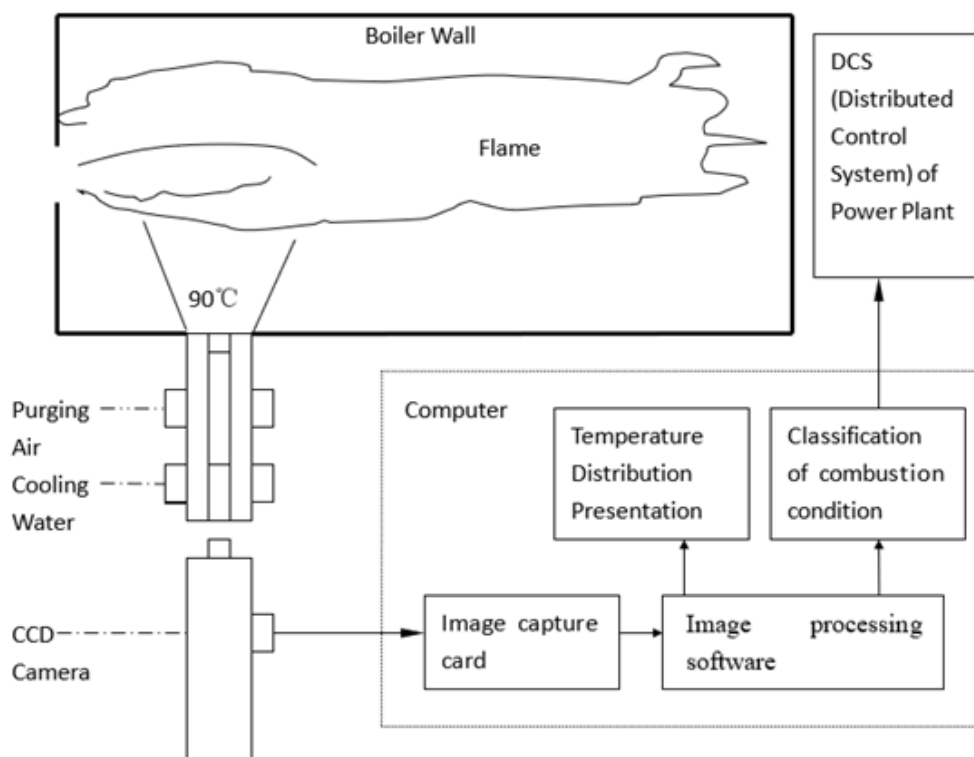 Boiler Wall
Flame
90℃
DCS
(Distributed
Control
System) of
Power Plant
Purging
Air
Cooling
Water
CCD
Camera
Computer
Temperature
Distribution
Presentation
Classification
of combustion
condition
Image capture
card
Image processing
software